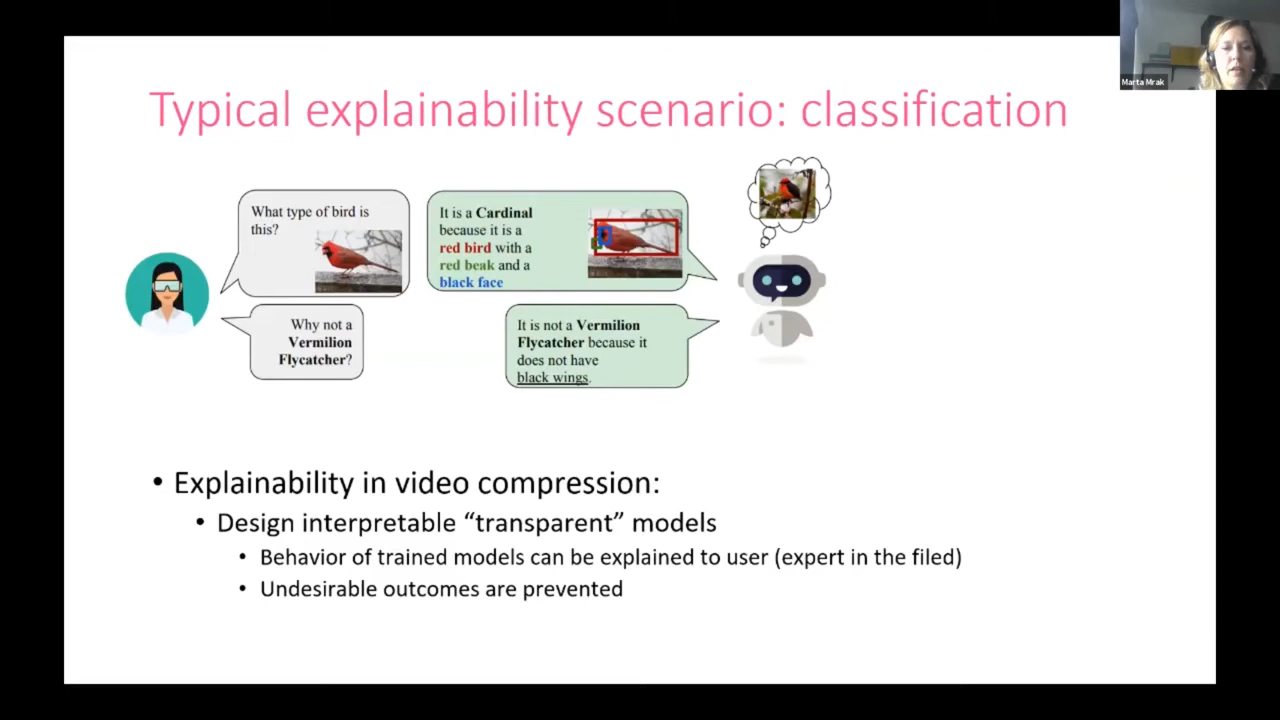 Marta Mrak
Typical explainability scenario: classification
What type of bird is
this?
It is a Cardinal
because it is a
red bird with a
red beak and a
black face
Why not a
Vermilion
Flycatcher?
It is not a Vermilion
Flycatcher because it
does not have
black wings.
• Explainability in video compression:
• Design interpretable “transparent” models
• Behavior of trained models can be explained to user (expert in the filed)
• Undesirable outcomes are prevented